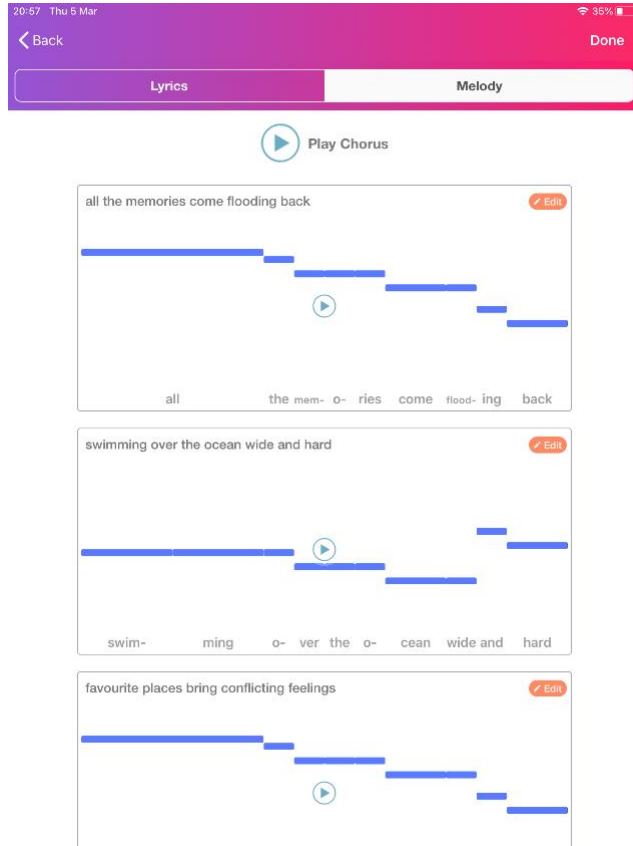 20:57 Thu 5 Mar 35%
Back Done
Lyrics Melody
Play Chorus
all the memories come flooding back Edit
all the mem- o- ries come flood- ing back
swimming over the ocean wide and hard Edit
swim- ming o- ver the o- cean wide and hard
favourite places bring conflicting feelings Edit